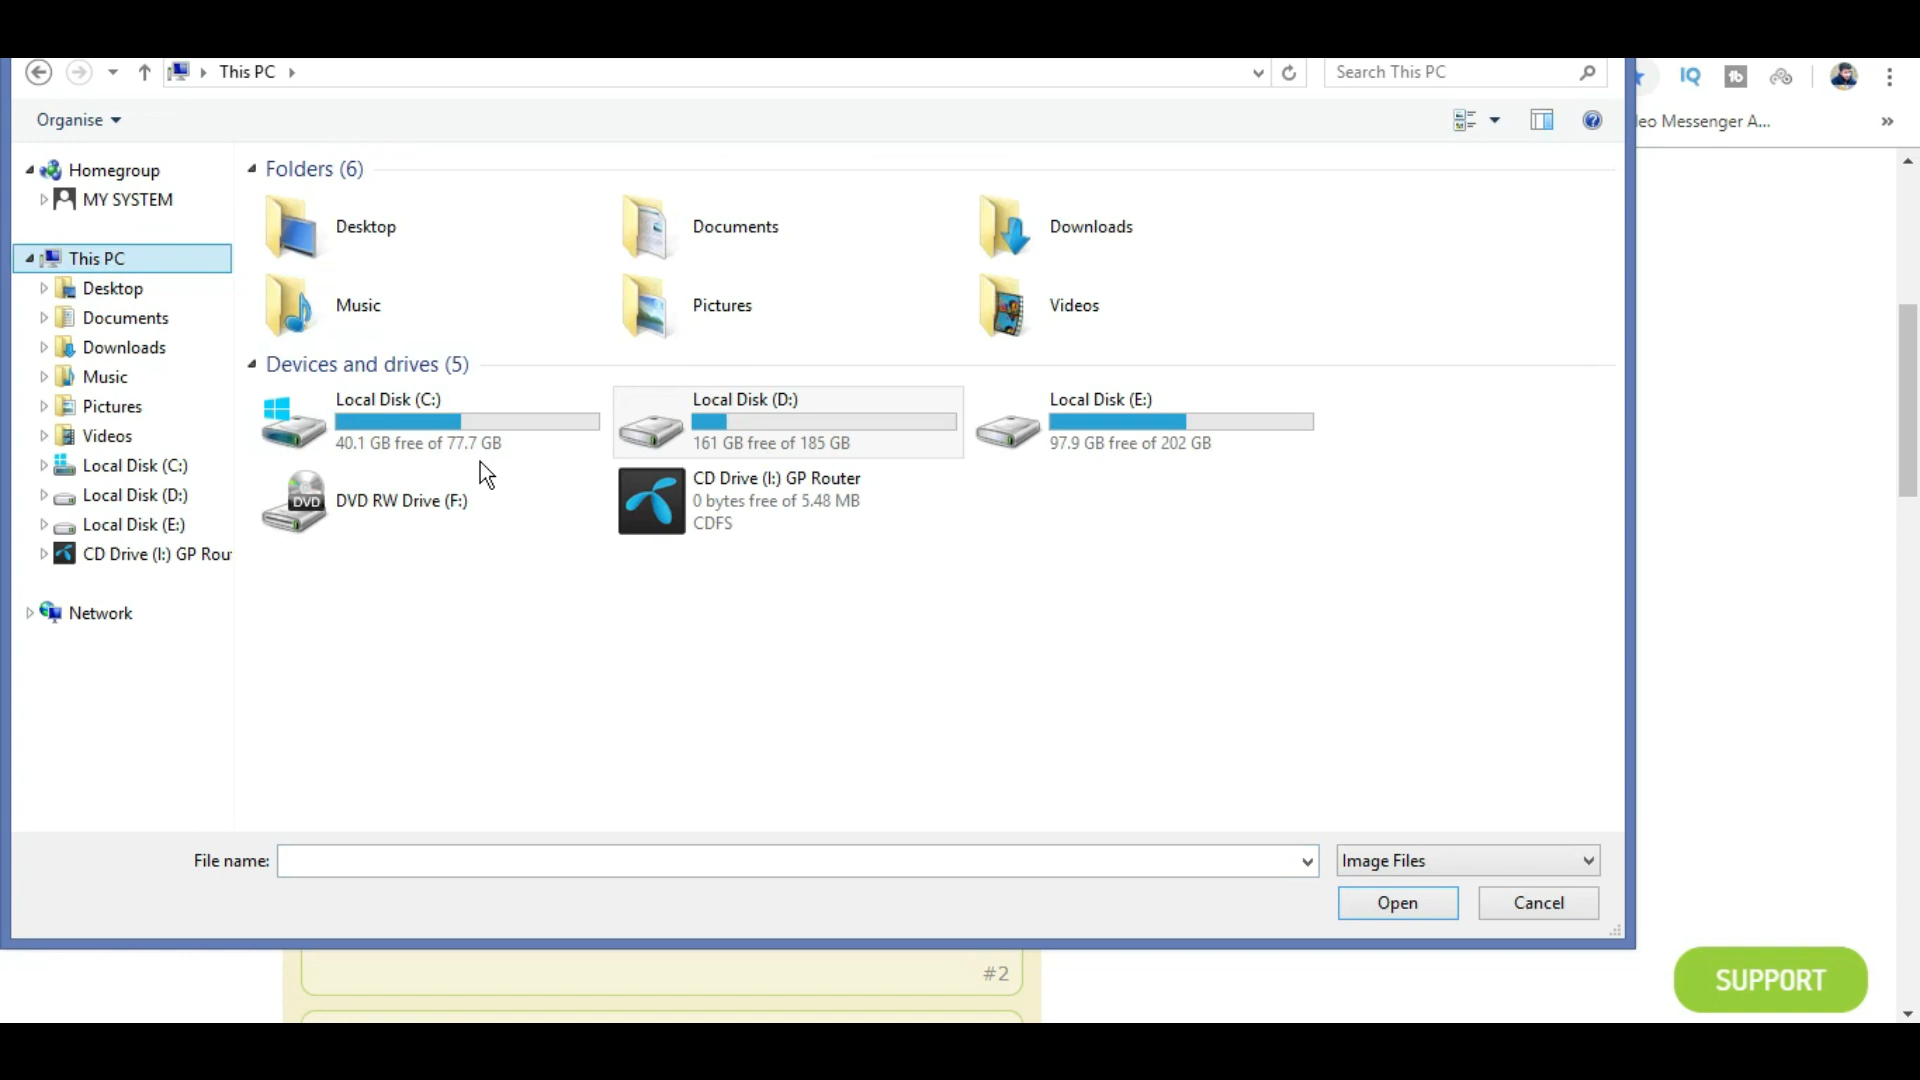 This PC
Search This PC
IQ
tb
Organise
eo Messenger A...
Homegroup
MY SYSTEM
This PC
Desktop
Documents
Downloads
Music
Pictures
Videos
Local Disk (C:)
Local Disk (D:)
Local Disk (E:)
CD Drive (I:) GP Rou
Network
Folders (6)
Desktop
Documents
Downloads
Music
Pictures
Videos
Devices and drives (5)
Local Disk (C:)
40.1 GB free of 77.7 GB
Local Disk (D:)
161 GB free of 185 GB
Local Disk (E:)
97.9 GB free of 202 GB
DVD
DVD RW Drive (F:)
CD Drive (I:) GP Router
0 bytes free of 5.48 MB
CDFS
File name:
Image Files
Open
Cancel
#2
SUPPORT